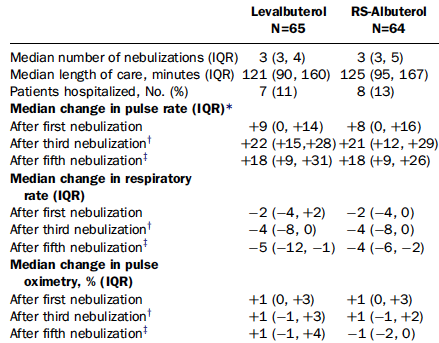 Levalbuterol RS-Albuterol
N=65 N=64
Median number of nebulizations (IQR) 3 (3, 4) 3 (3, 5)
Median length of care, minutes (IQR) 121 (90, 160) 125 (95, 167)
Patients hospitalized, No. (%) 7 (11) 8 (13)
Median change in pulse rate (IQR)*
After first nebulization +9 (0, +14) +8 (0, +16)
After third nebulization† +22 (+15,+28) +21 (+12, +29)
After fifth nebulization‡ +18 (+9, +31) +18 (+9, +26)
Median change in respiratory
rate (IQR)
After first nebulization −2 (−4, +2) −2 (−4, 0)
After third nebulization† −4 (−8, 0) −4 (−8, 0)
After fifth nebulization‡ −5 (−12, −1) −4 (−6, −2)
Median change in pulse
oximetry, % (IQR)
After first nebulization +1 (0, +3) +1 (0, +3)
After third nebulization† +1 (−1, +3) +1 (−1, +2)
After fifth nebulization‡ +1 (−1, +4) −1 (−2, 0)